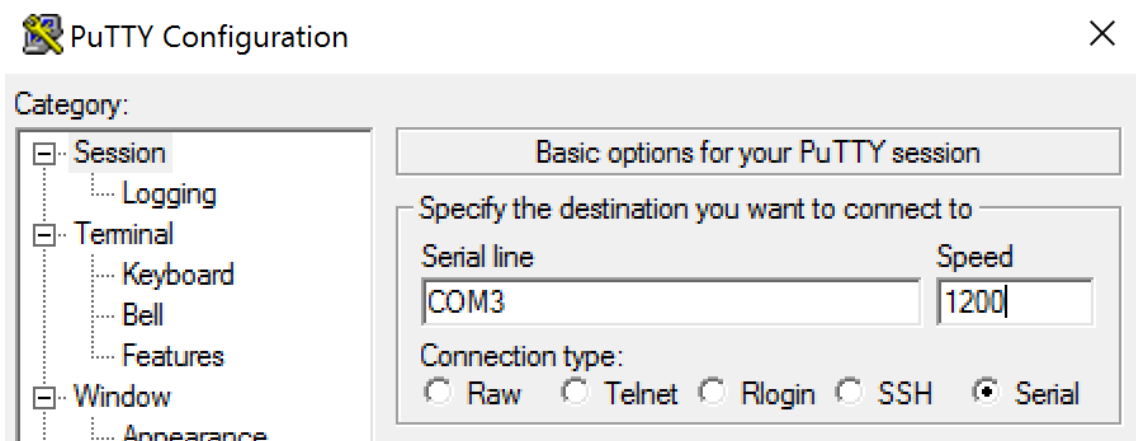 PuTTY Configuration
Category:
Session
Logging
Terminal
Keyboard
Bell
Features
Window
Appearance
Basic options for your PuTTY session
Specify the destination you want to connect to
Serial line
Speed
COM3
1200
Connection type:
Raw Telnet Rlogin SSH Serial